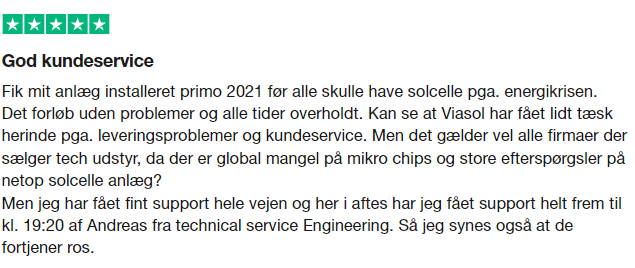 God kundeservice
Fik mit anlæg installeret primo 2021 før alle skulle have solcelle pga. energikrisen.
Det forløb uden problemer og alle tider overholdt. Kan se at Viasol har fået lidt tæsk
herinde pga. leveringsproblemer og kundeservice. Men det gælder vel alle firmaer der
sælger tech udstyr, da der er global mangel på mikro chips og store efterspørgsler på
netop solcelle anlæg?
Men jeg har fået fint support hele vejen og her i aftes har jeg fået support helt frem til
kl. 19:20 af Andreas fra technical service Engineering. Så jeg synes også at de
fortjener ros.